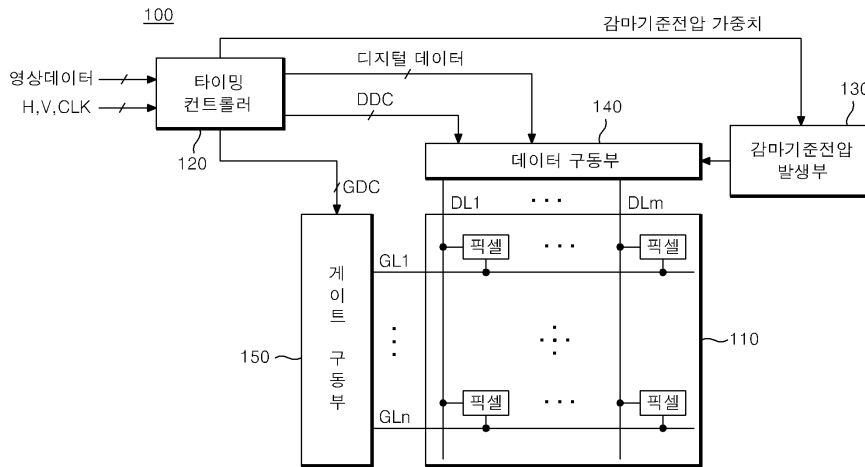 100
감마기준전압 가중치
영상데이터
H,V,CLK
타이밍
컨트롤러
120
디지털 데이터
DDC
GDC
140
데이터 구동부
130
감마기준전압
발생부
DL1
···
DLm
픽셀
···
픽셀
GL1
게이트 구동부
150
110
픽셀
···
픽셀
GLn